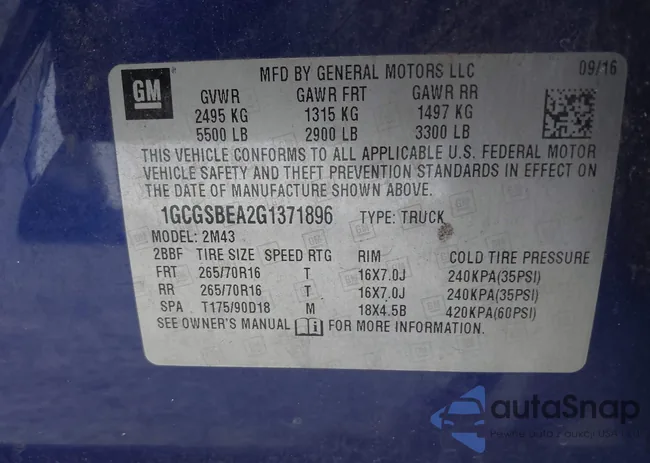 GM
MFD BY GENERAL MOTORS LLC 09/16
GVWR GAWR FRT GAWR RR
2495 KG 1315 KG 1497 KG
5500 LB 2900 LB 3300 LB
THIS VEHICLE CONFORMS TO ALL APPLICABLE U.S. FEDERAL MOTOR
VEHICLE SAFETY AND THEFT PREVENTION STANDARDS IN EFFECT ON
THE DATE OF MANUFACTURE SHOWN ABOVE.
1GCGSBEA2G1371896 TYPE: TRUCK
MODEL: 2M43
2BBF TIRE SIZE SPEED RTG RIM COLD TIRE PRESSURE
FRT 265/70R16 T 16X7.0J 240KPA(35PSI)
RR 265/70R16 T 16X7.0J 240KPA(35PSI)
SPA T175/90D18 M 18X4.5B 420KPA(60PSI)
SEE OWNER'S MANUAL FOR MORE INFORMATION.
autoSnap